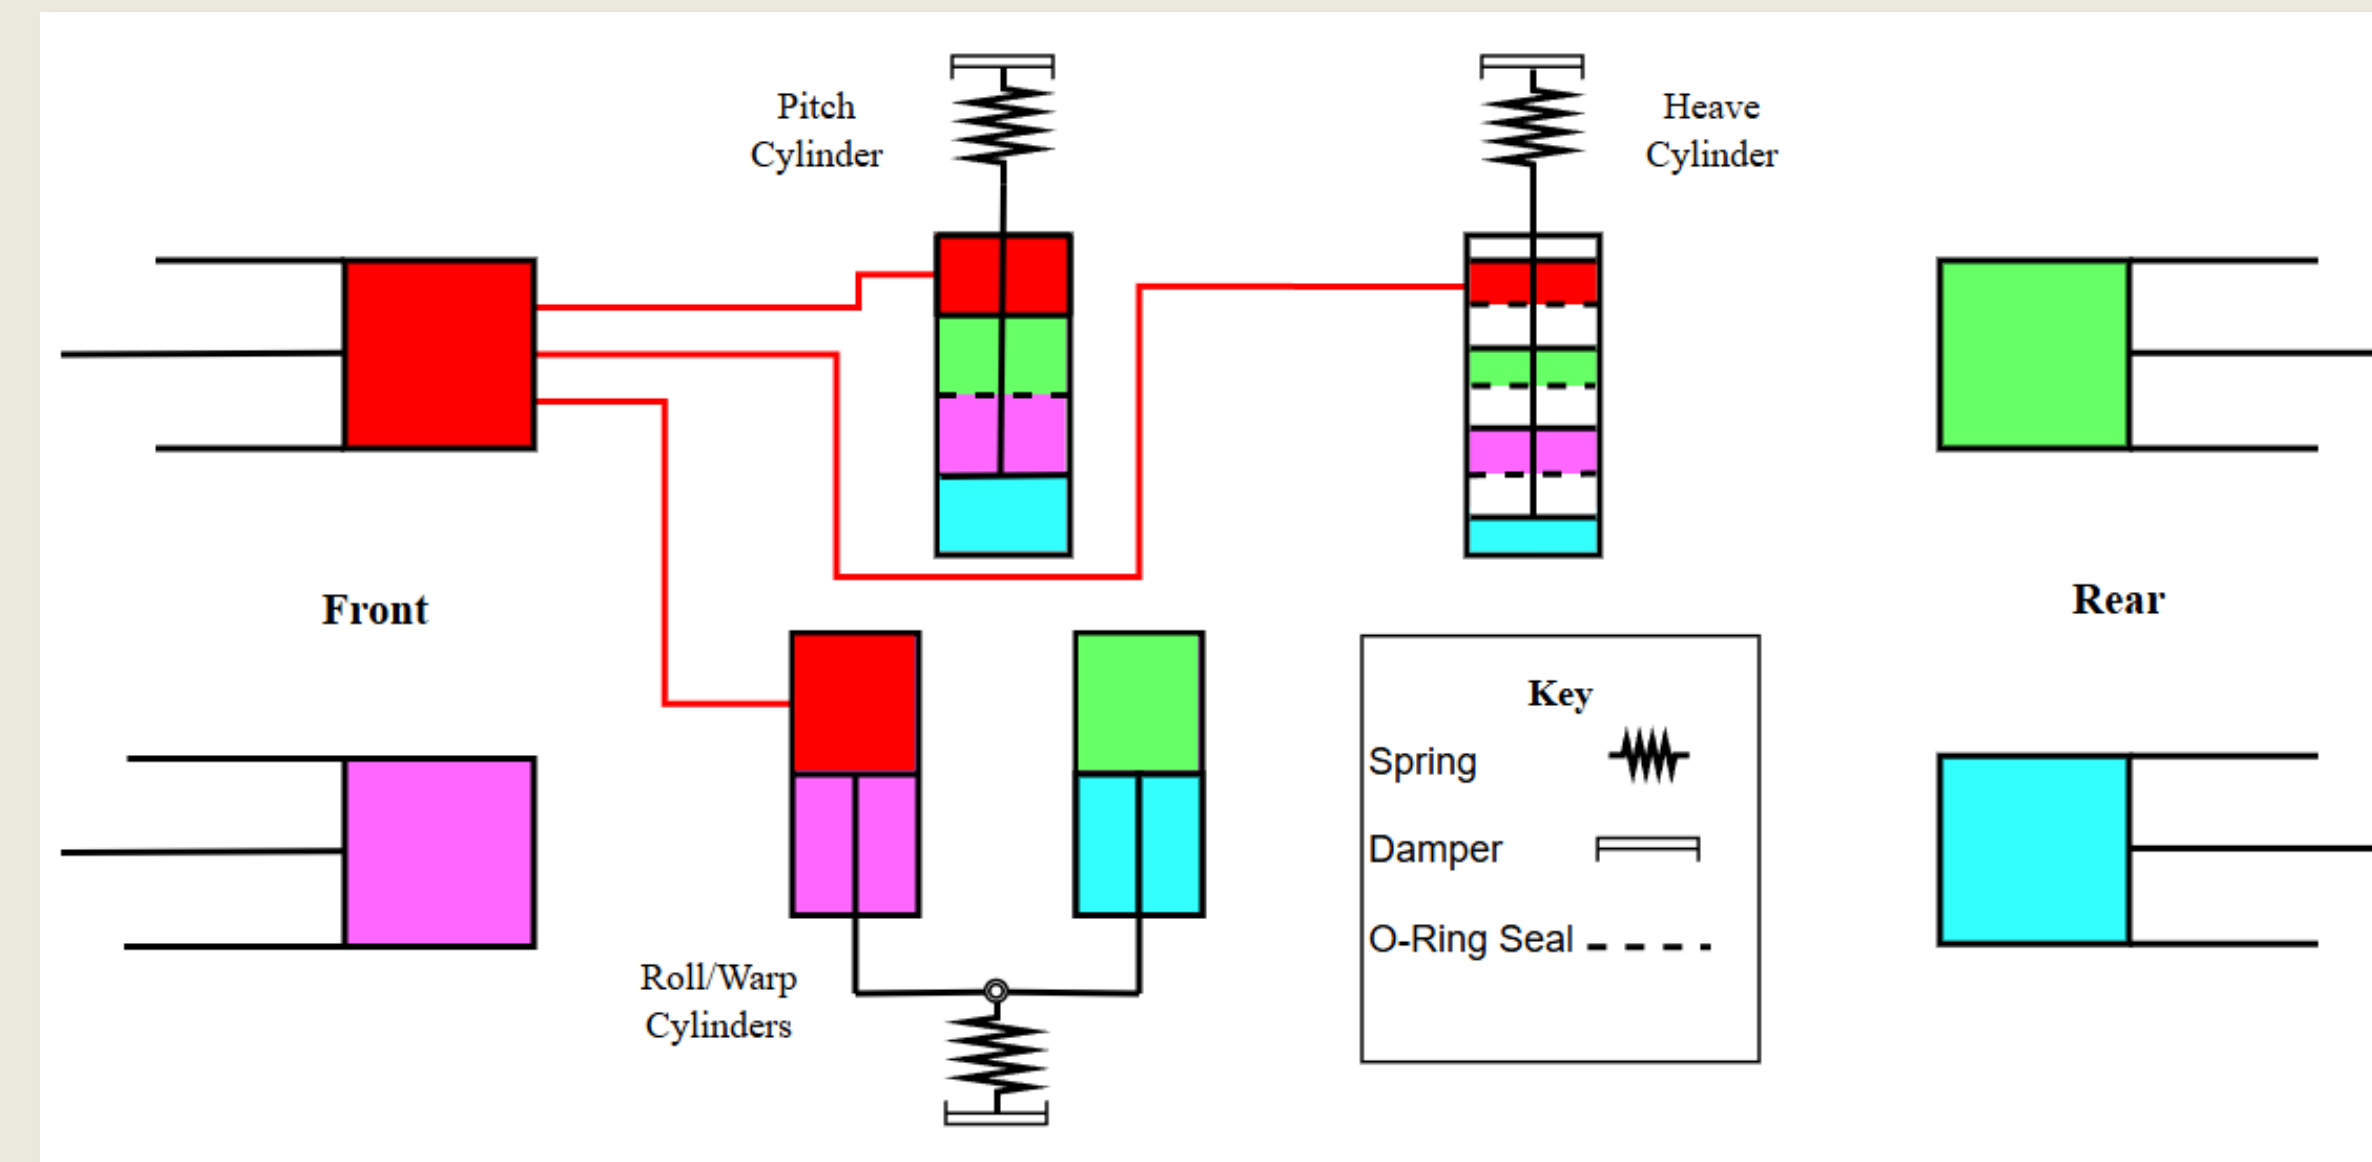 Pitch
Cylinder
Heave
Cylinder
Front
Rear
Key
Spring
Damper
O-Ring Seal
Roll/Warp
Cylinders